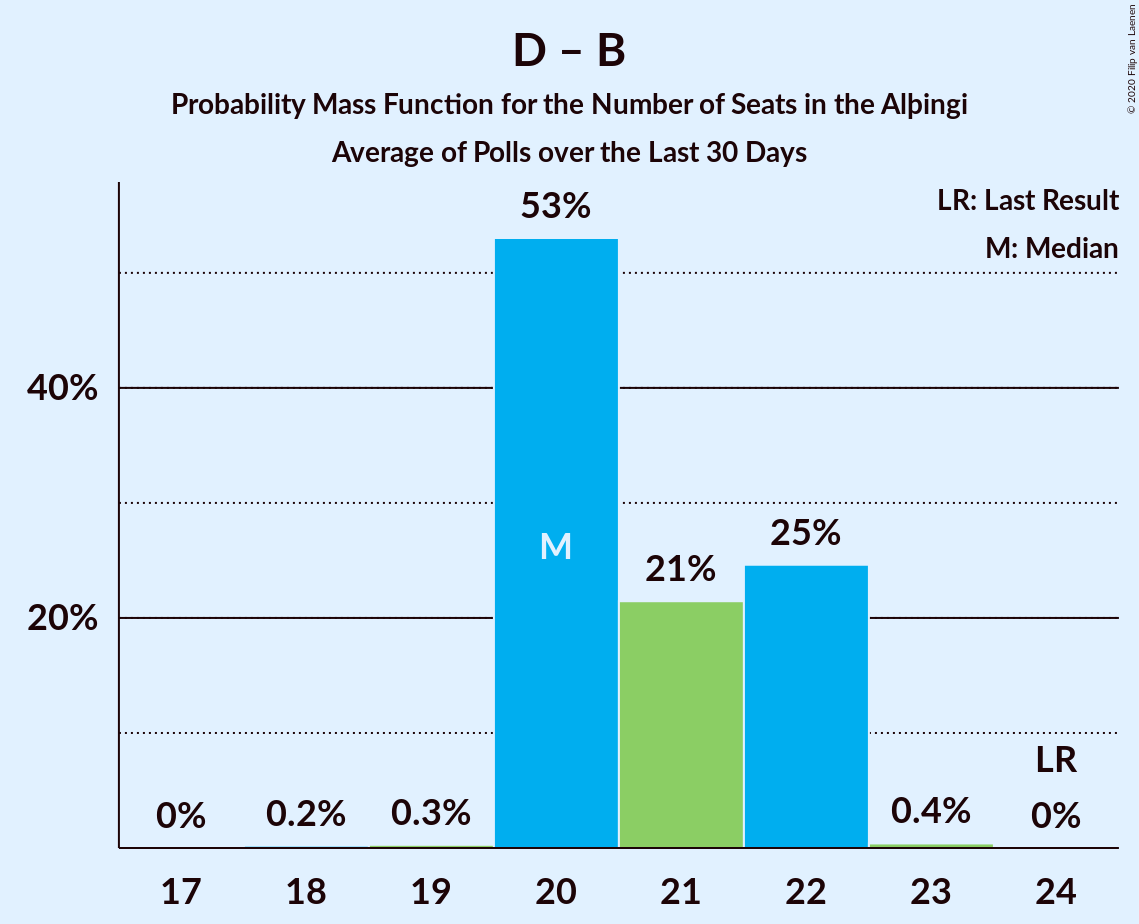 D – B
Probability Mass Function for the Number of Seats in the Alþingi
Average of Polls over the Last 30 Days
© 2020 Filip van Laenen
LR: Last Result
M: Median
53%
40%
M
25%
21%
20%
LR
0%
0.2%
0.3%
0.4%
0%
17
18
19
20
21
22
23
24